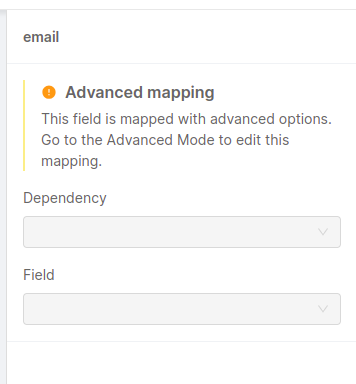 email
Advanced mapping
This field is mapped with advanced options.
Go to the Advanced Mode to edit this
mapping.
Dependency
Field